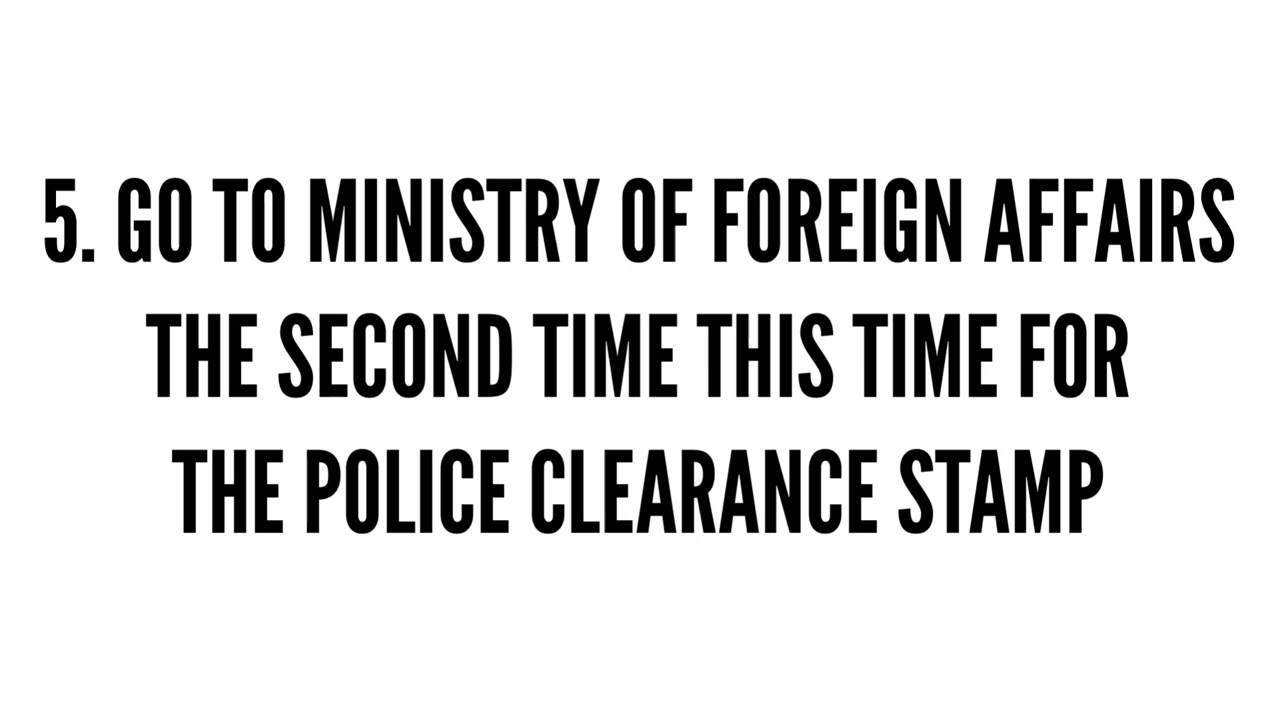 5. GO TO MINISTRY OF FOREIGN AFFAIRS
THE SECOND TIME THIS TIME FOR
THE POLICE CLEARANCE STAMP